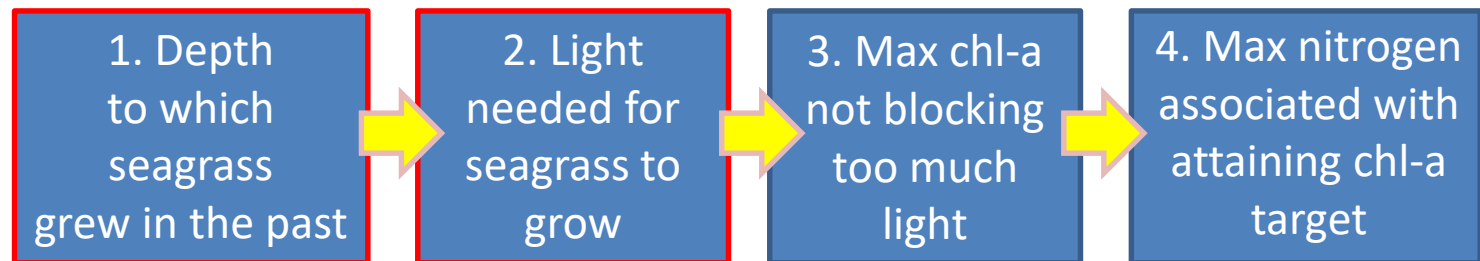 1. Depth
to which
seagrass
grew in the past
2. Light
needed for
seagrass to
grow
3. Max chl-a
not blocking
too much
light
4. Max nitrogen
associated with
attaining chl-a
target